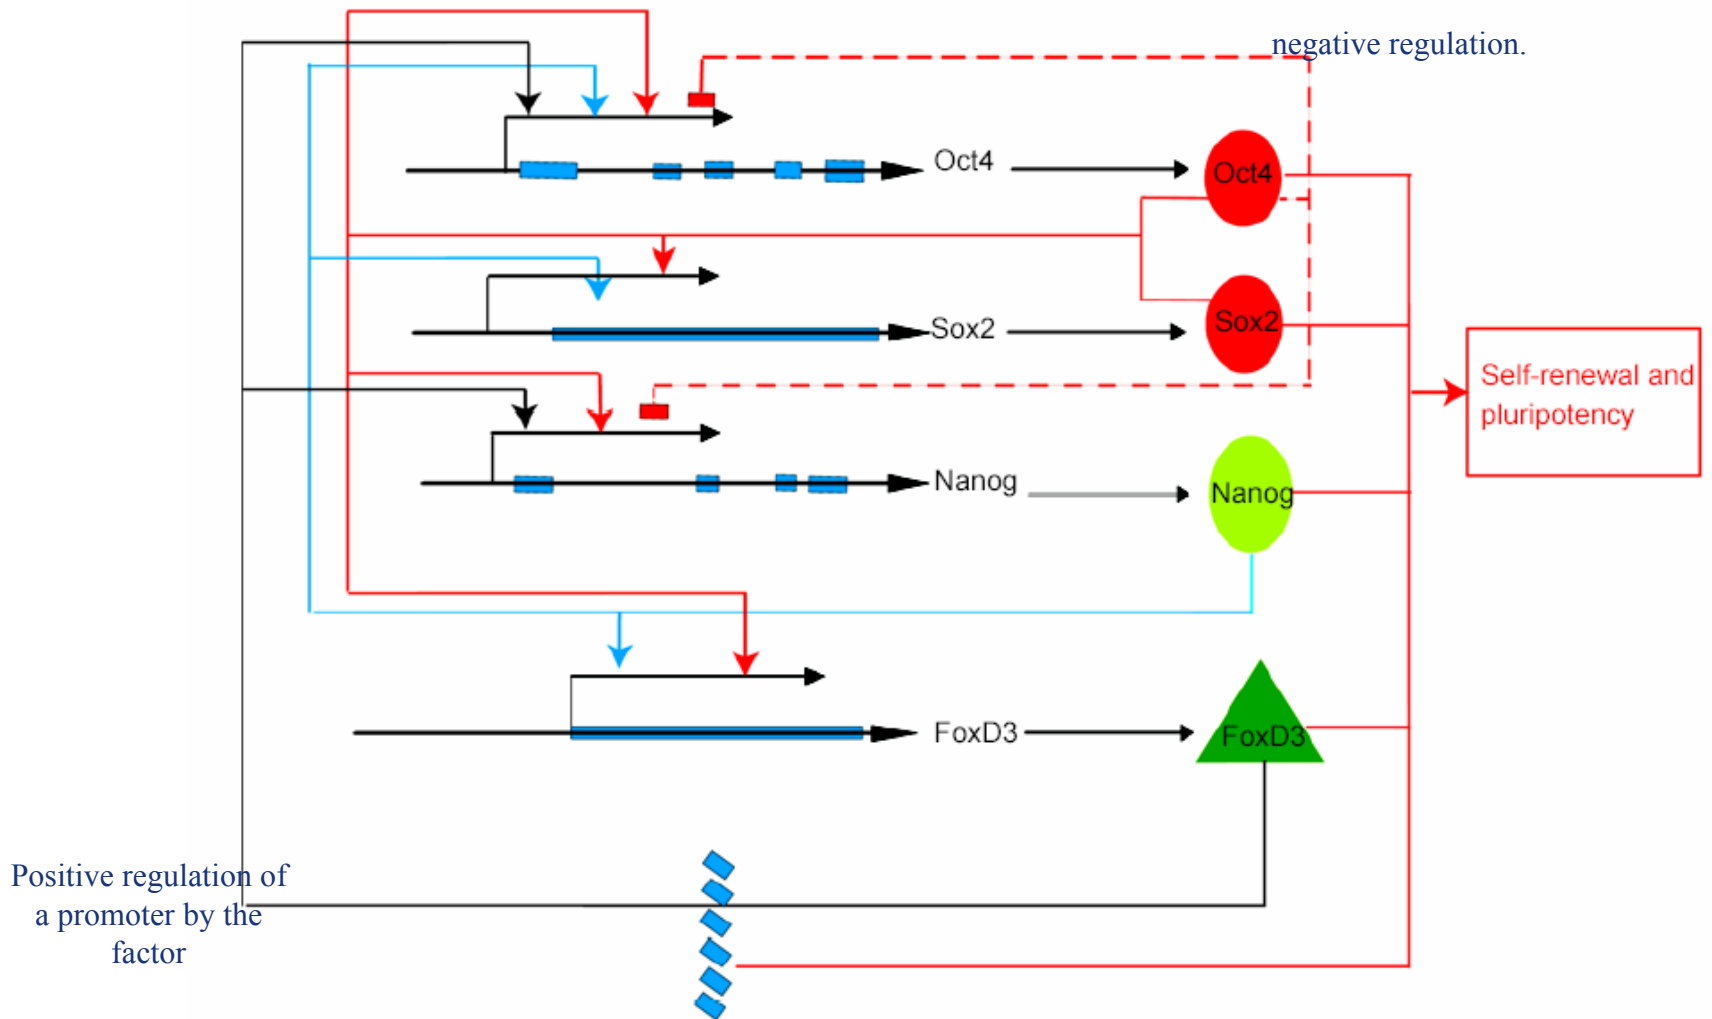 negative regulation.
Oct4
Oct4
Sox2
Sox2
Self-renewal and
pluripotency
Nanog
Nanog
FoxD3
FoxD3
Positive regulation of
a promoter by the
factor